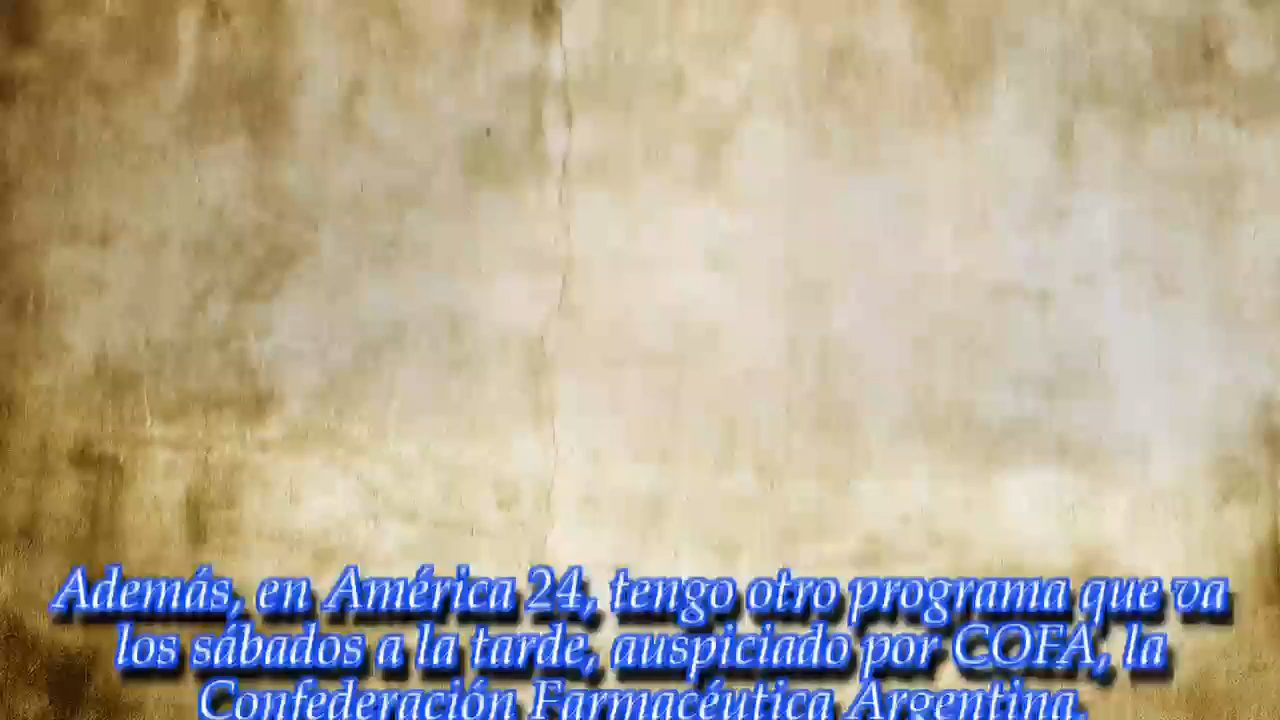 Además, en América 24, tengo otro programa que va
los sábados a la tarde, auspiciado por COFA, la
Confederación Farmacéutica Argentina.